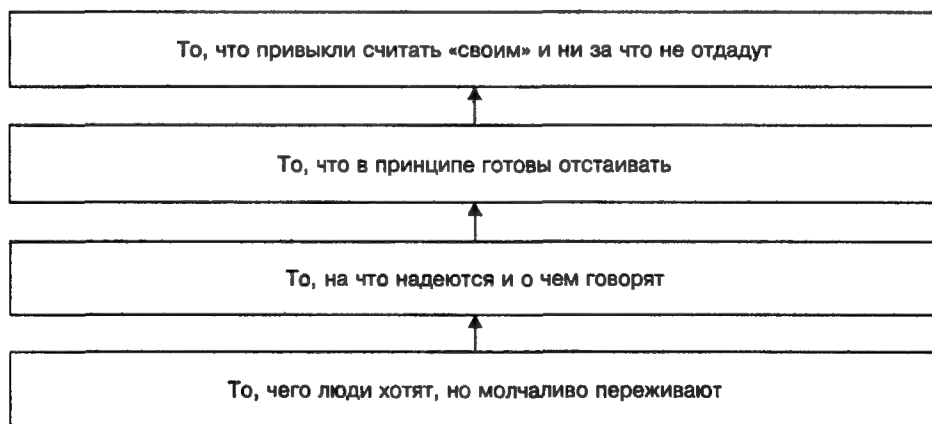 То, что привыкли считать «своим» и ни за что не отдадут
То, что в принципе готовы отстаивать
То, на что надеются и о чем говорят
То, чего люди хотят, но молчаливо переживают